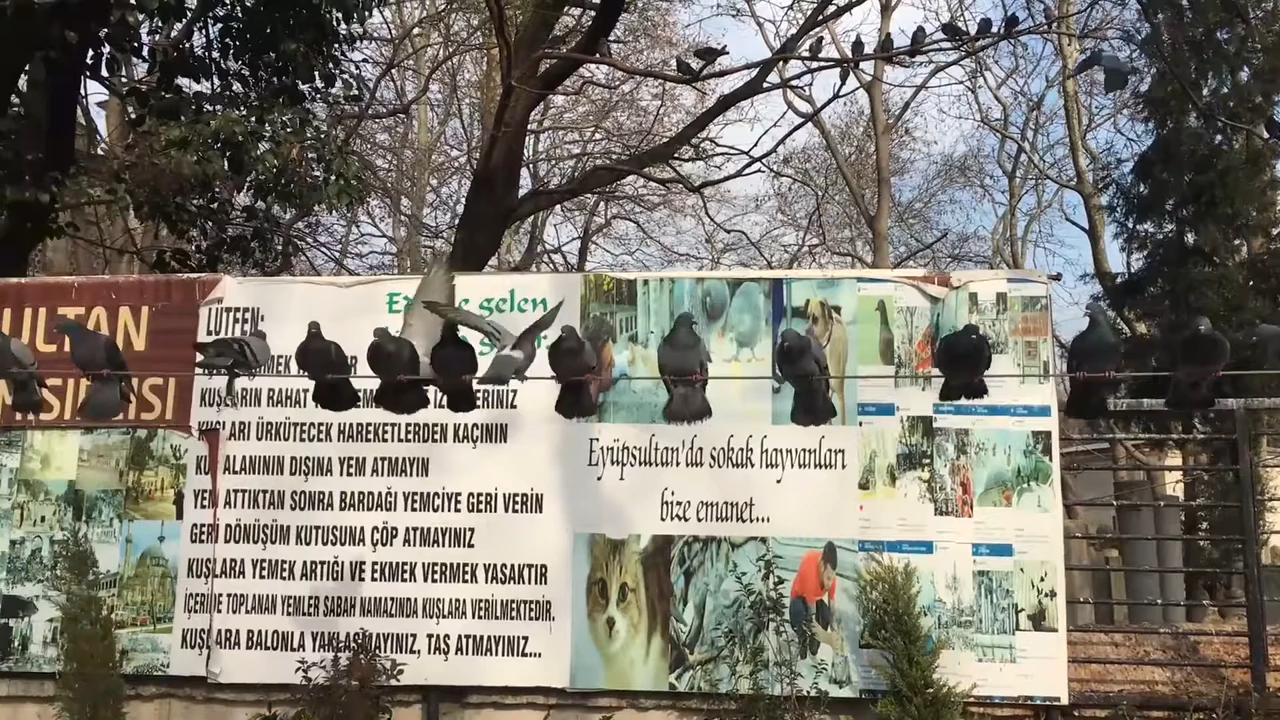 ULTAN
LÜTFEN:
gelen
KUŞLARIN RAHAT
KUŞLARI ÜRKÜTECEK HAREKETLERDEN KAÇININ
KUŞ ALANININ DIŞINA YEM ATMAYIN
YEM ATTIKTAN SONRA BARDAĞI YEMCİYE GERİ VERİN
GERİ DÖNÜŞÜM KUTUSUNA ÇÖP ATMAYINIZ
KUŞLARA YEMEK ARTIĞI VE EKMEK VERMEK YASAKTIR
İÇERİDE TOPLANAN YEMLER SABAH NAMAZINDA KUŞLARA VERİLMEKTEDİR.
KUŞLARA BALONLA YAKLAŞMAYINIZ, TAŞ ATMAYINIZ...
Eyüpsultan'da sokak hayvanları
bize emanet...